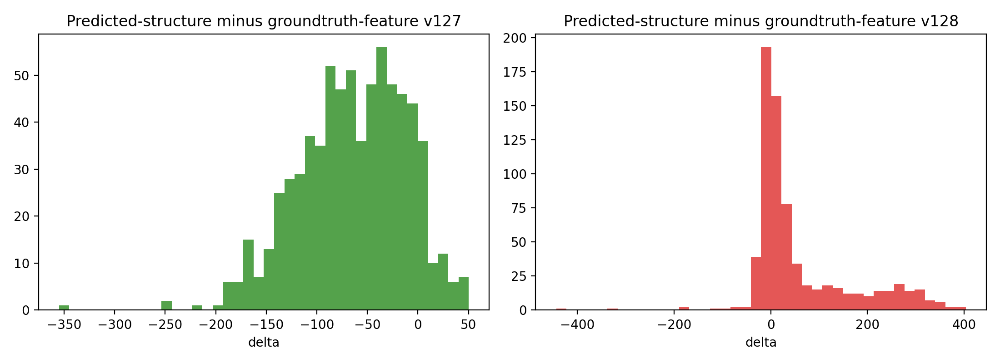 Predicted-structure minus groundtruth-feature v127
50
40
30
20
10
0
−350 −300 −250 −200 −150 −100 −50 0 50
delta
Predicted-structure minus groundtruth-feature v128
200
175
150
125
100
75
50
25
0
−400 −200 0 200 400
delta